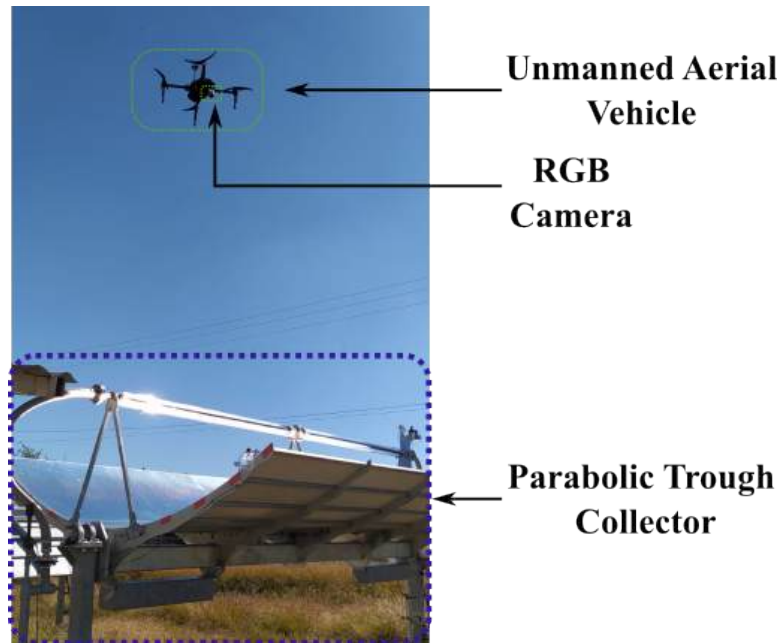 Unmanned Aerial
Vehicle
RGB
Camera
Parabolic Trough
Collector